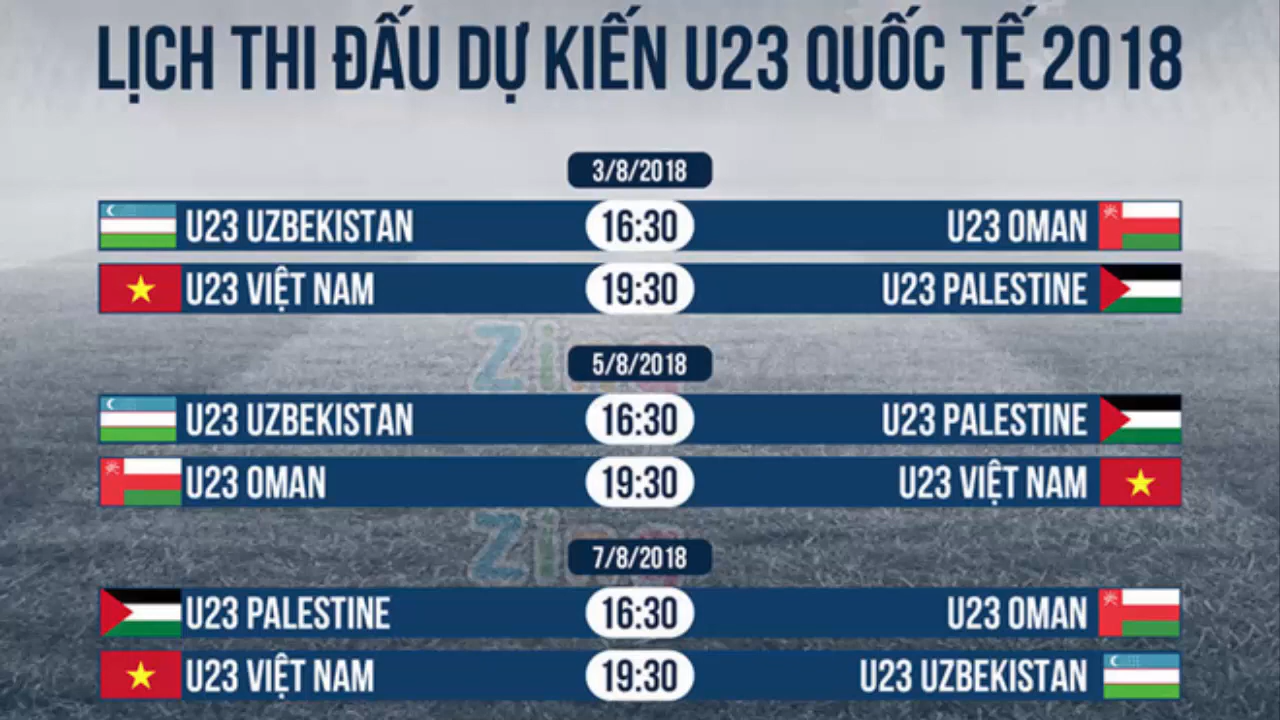 LỊCH THI ĐẤU DỰ KIẾN U23 QUỐC TẾ 2018
3/8/2018
U23 UZBEKISTAN 16:30 U23 OMAN
U23 VIỆT NAM 19:30 U23 PALESTINE
5/8/2018
U23 UZBEKISTAN 16:30 U23 PALESTINE
U23 OMAN 19:30 U23 VIỆT NAM
7/8/2018
U23 PALESTINE 16:30 U23 OMAN
U23 VIỆT NAM 19:30 U23 UZBEKISTAN